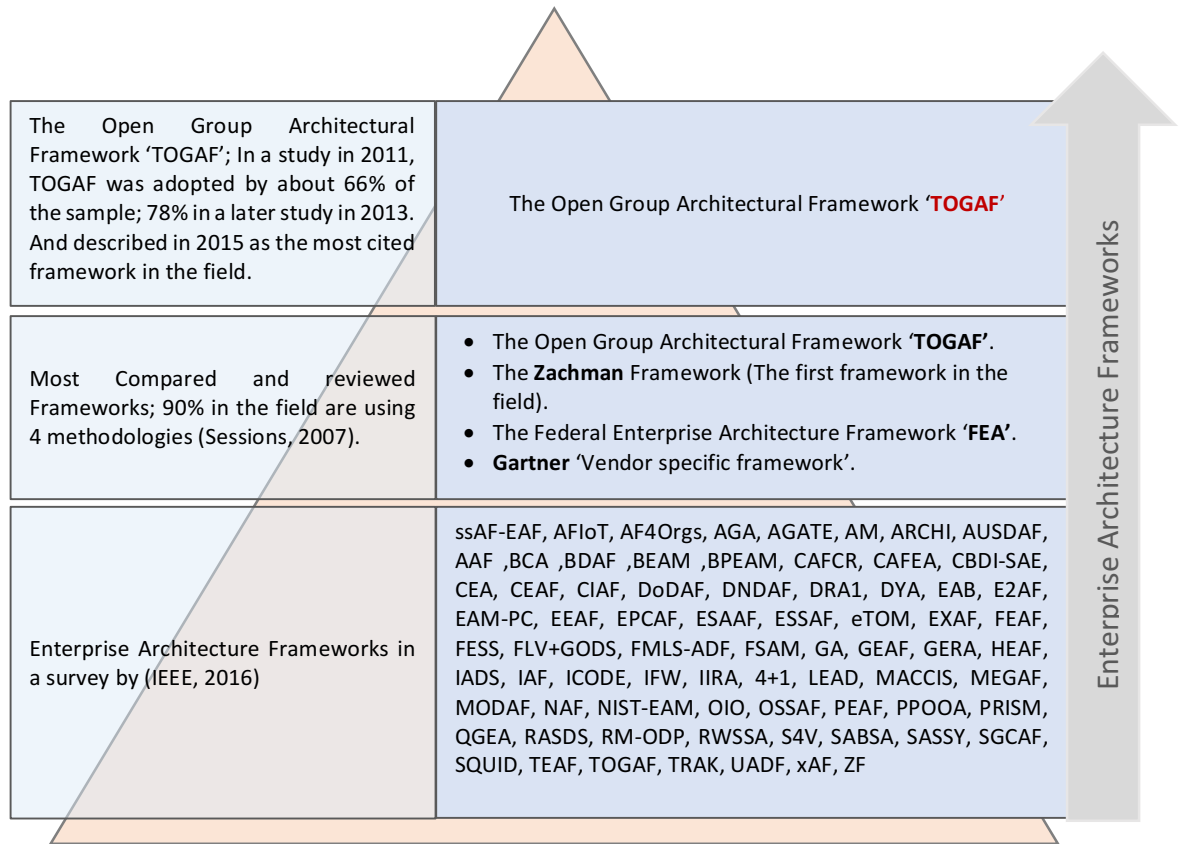 The Open Group Architectural
Framework ‘TOGAF’; In a study in 2011,
TOGAF was adopted by about 66% of
the sample; 78% in a later study in 2013.
And described in 2015 as the most cited
framework in the field.
The Open Group Architectural Framework ‘TOGAF’
Most Compared and reviewed
Frameworks; 90% in the field are using
4 methodologies (Sessions, 2007).
• The Open Group Architectural Framework ‘TOGAF’.
• The Zachman Framework (The first framework in the
field).
• The Federal Enterprise Architecture Framework ‘FEA’.
• Gartner ‘Vendor specific framework’.
Enterprise Architecture Frameworks in
a survey by (IEEE, 2016)
ssAF-EAF, AFIoT, AF4Orgs, AGA, AGATE, AM, ARCHI, AUSDAF,
AAF ,BCA ,BDAF ,BEAM ,BPEAM, CAFCR, CAFEA, CBDI-SAE,
CEA, CEAF, CIAF, DoDAF, DNDAF, DRA1, DYA, EAB, E2AF,
EAM-PC, EEAF, EPCAF, ESAAF, ESSAF, eTOM, EXAF, FEAF,
FESS, FLV+GODS, FMLS-ADF, FSAM, GA, GEAF, GERA, HEAF,
IADS, IAF, ICODE, IFW, IIRA, 4+1, LEAD, MACCIS, MEGAF,
MODAF, NAF, NIST-EAM, OIO, OSSAF, PEAF, PPOOA, PRISM,
QGEA, RASDS, RM-ODP, RWSSA, S4V, SABSA, SASSY, SGCAF,
SQUID, TEAF, TOGAF, TRAK, UADF, xAF, ZF
Enterprise Architecture Frameworks